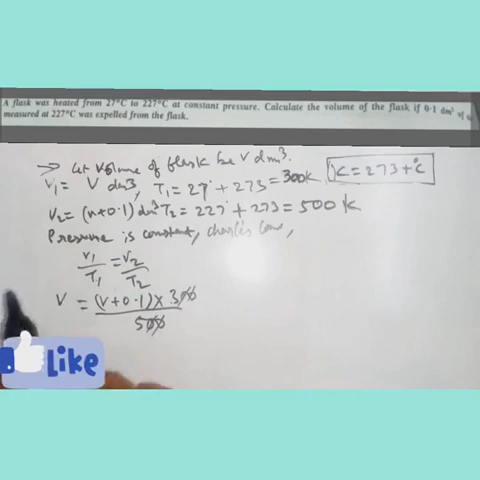 A flask was heated from 27°C to 227°C at constant pressure. Calculate the volume of the flask if 0·1 dm³ of
measured at 227°C was expelled from the flask.
→ Let volume of flask be V dm³.
V₁ = V dm³, T₁ = 27° + 273 = 300K
K = 273 + °C
V₂ = (v+0·1) dm³ T₂ = 227° + 273 = 500 K
Pressure is constant, charle's law,
V₁/T₁ = V₂/T₂
V = (v+0·1) × 300 / 500
Like